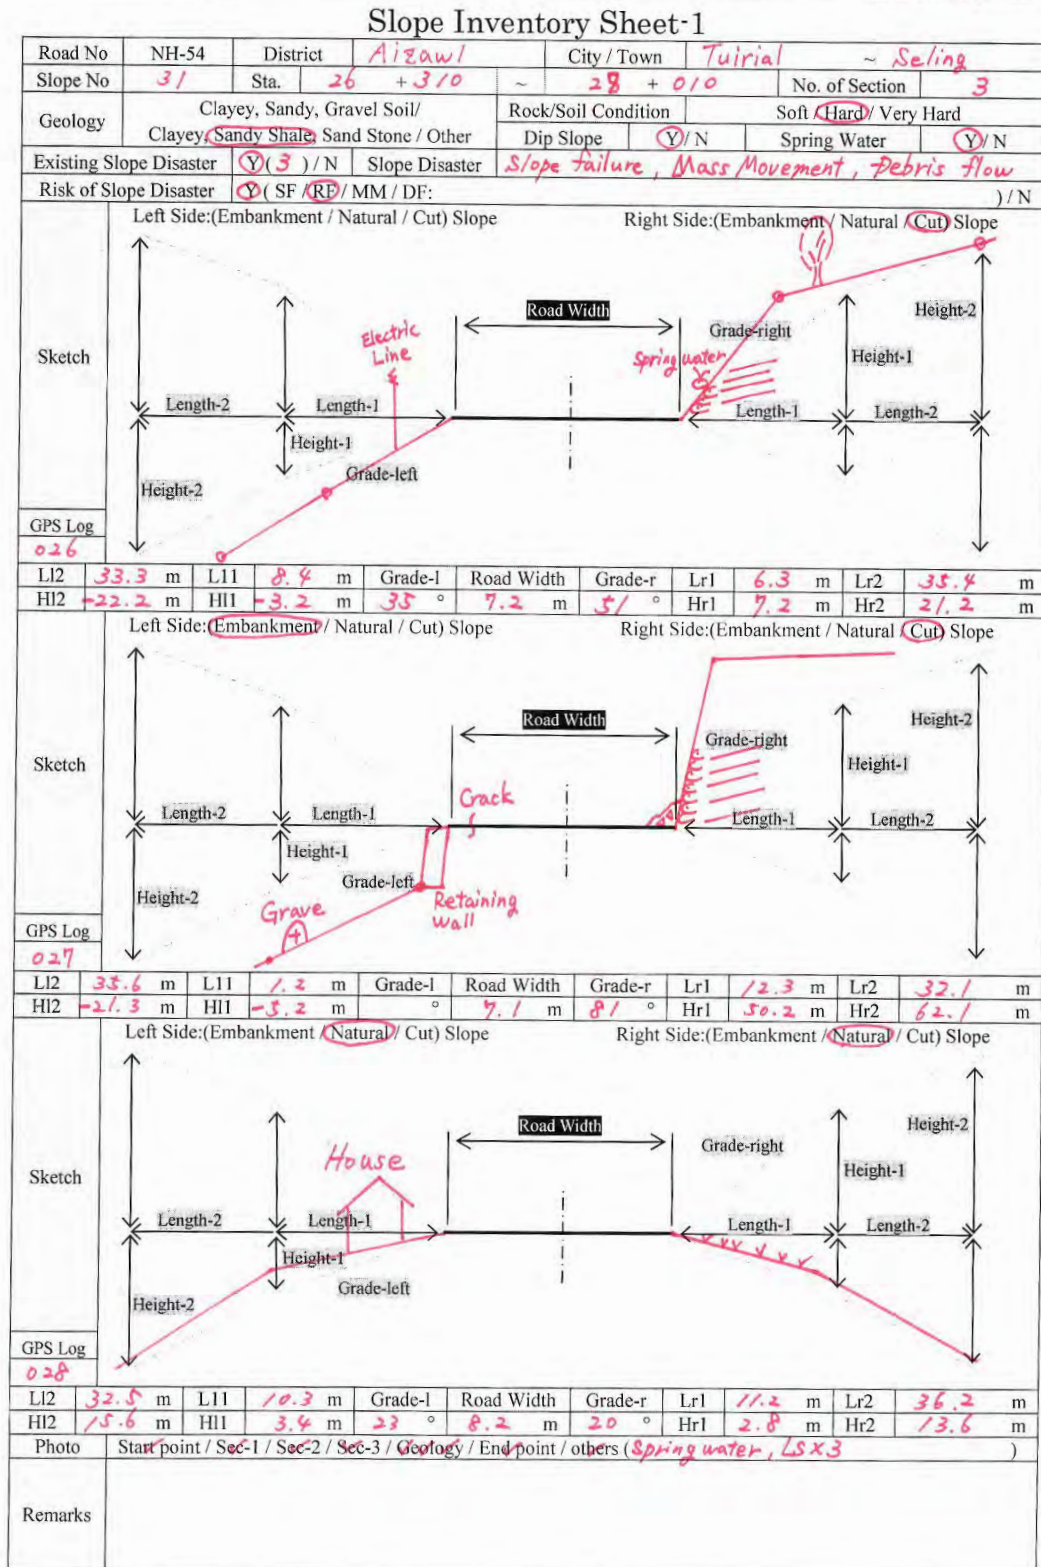 Slope Inventory Sheet-1
Road No NH-54 District Aizawl City / Town Tuirial ~ Seling
Slope No 31 Sta. 26 + 310 ~ 28 + 010 No. of Section 3
Geology Clayey, Sandy, Gravel Soil/ Clayey, Sandy Shale, Sand Stone / Other Rock/Soil Condition Soft / Hard / Very Hard
Dip Slope Y / N Spring Water Y / N
Existing Slope Disaster Y ( 3 ) / N Slope Disaster Slope failure, Mass Movement, Debris flow
Risk of Slope Disaster Y ( SF / RF / MM / DF: ) / N
Left Side:(Embankment / Natural / Cut) Slope Right Side:(Embankment / Natural / Cut) Slope
Road Width
Height-2
Electric Line
Grade-right
Sketch
Spring water
Height-1
Length-2 Length-1 Length-1 Length-2
Height-1
Grade-left
Height-2
GPS Log
026
Ll2 33.3 m Ll1 8.4 m Grade-l Road Width Grade-r Lr1 6.3 m Lr2 35.4 m
Hl2 -22.2 m Hl1 -3.2 m 35 ° 7.2 m 51 ° Hr1 7.2 m Hr2 21.2 m
Left Side:(Embankment / Natural / Cut) Slope Right Side:(Embankment / Natural / Cut) Slope
Road Width
Height-2
Grade-right
Sketch
Height-1
Crack
Length-2 Length-1 Length-1 Length-2
Height-1
Grade-left
Height-2
Retaining Wall
Grave
GPS Log
027
Ll2 35.6 m Ll1 1.2 m Grade-l Road Width Grade-r Lr1 12.3 m Lr2 32.1 m
Hl2 -21.3 m Hl1 -5.2 m ° 7.1 m 81 ° Hr1 50.2 m Hr2 62.1 m
Left Side:(Embankment / Natural / Cut) Slope Right Side:(Embankment / Natural / Cut) Slope
Road Width
Height-2
Grade-right
House
Sketch
Height-1
Length-2 Length-1 Length-1 Length-2
Height-1
Grade-left
Height-2
GPS Log
028
Ll2 32.5 m Ll1 10.3 m Grade-l Road Width Grade-r Lr1 11.2 m Lr2 36.2 m
Hl2 15.6 m Hl1 3.4 m 23 ° 8.2 m 20 ° Hr1 2.8 m Hr2 13.6 m
Photo Start point / Sec-1 / Sec-2 / Sec-3 / Geology / End point / others (Spring water, LS×3 )
Remarks